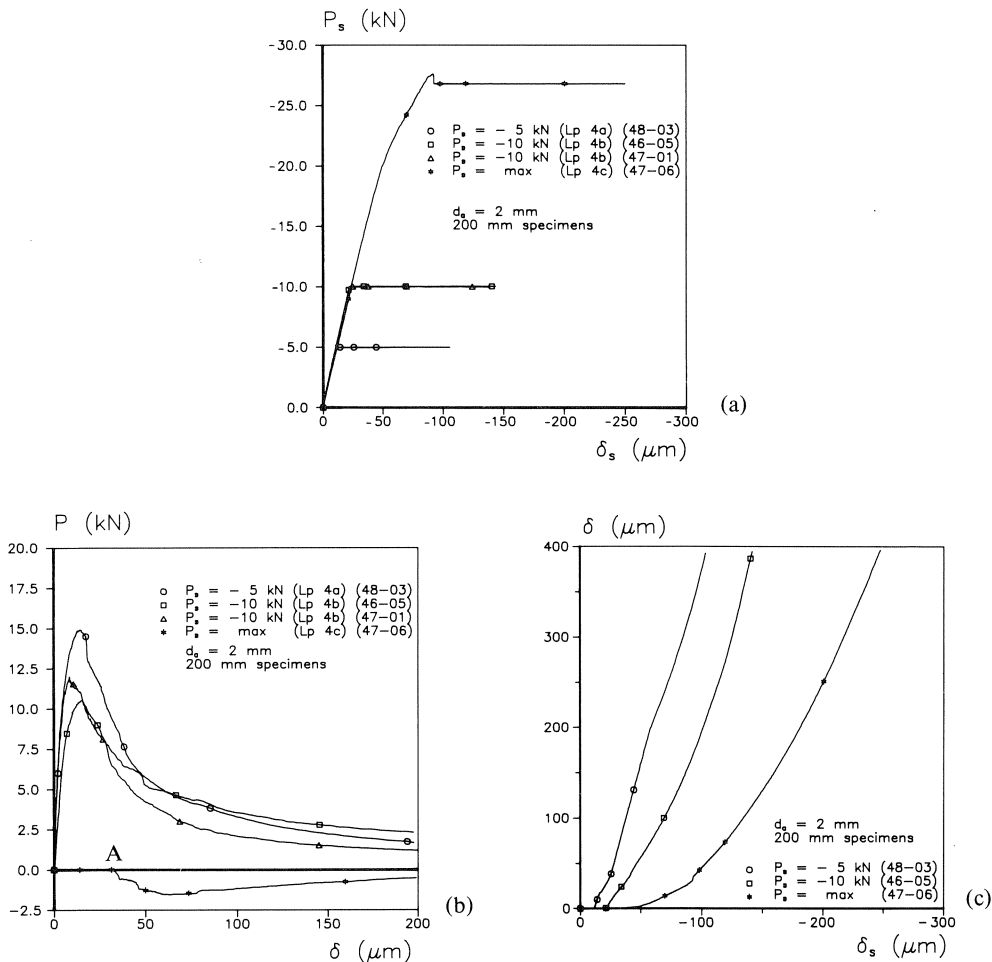 P_s (kN)
-30.0
-25.0
-20.0
-15.0
-10.0
-5.0
0.0
P_s = - 5 kN (Lp 4a) (48-03)
P_s = -10 kN (Lp 4b) (46-05)
P_s = -10 kN (Lp 4b) (47-01)
P_s = max (Lp 4c) (47-06)
d_a = 2 mm
200 mm specimens
0 -50 -100 -150 -200 -250 -300
δ_s (μm)
(a)
P (kN)
20.0
17.5
15.0
12.5
10.0
7.5
5.0
2.5
0.0
-2.5
P_s = - 5 kN (Lp 4a) (48-03)
P_s = -10 kN (Lp 4b) (46-05)
P_s = -10 kN (Lp 4b) (47-01)
P_s = max (Lp 4c) (47-06)
d_a = 2 mm
200 mm specimens
A
0 50 100 150 200
δ (μm)
(b)
δ (μm)
400
300
200
100
0
d_a = 2 mm
200 mm specimens
P_s = - 5 kN (48-03)
P_s = -10 kN (46-05)
P_s = max (47-06)
0 -100 -200 -300
δ_s (μm)
(c)